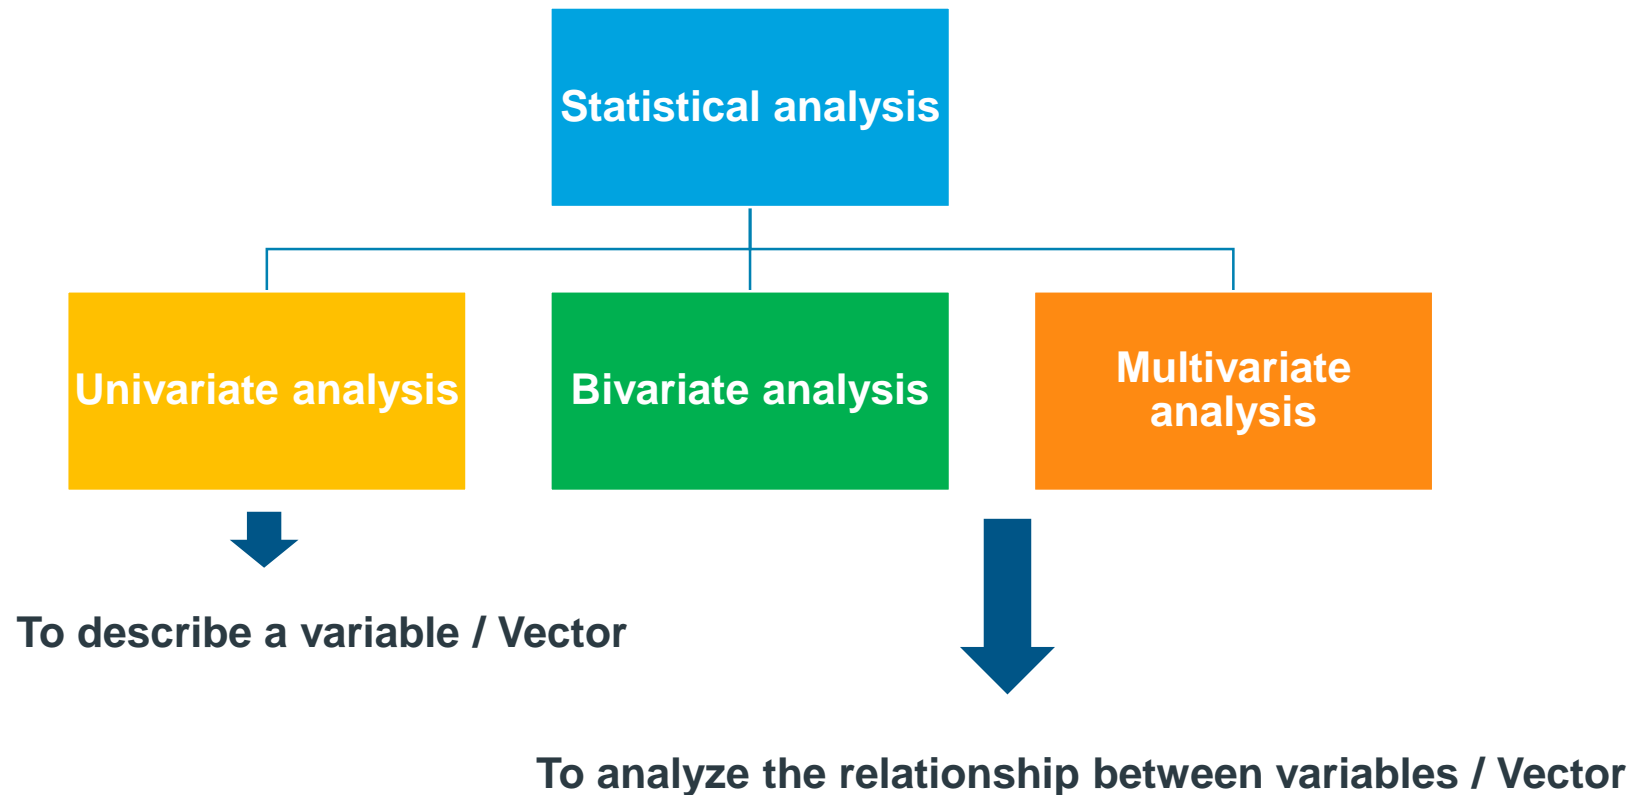 Statistical analysis
Univariate analysis
Bivariate analysis
Multivariate
analysis
To describe a variable / Vector
To analyze the relationship between variables / Vector